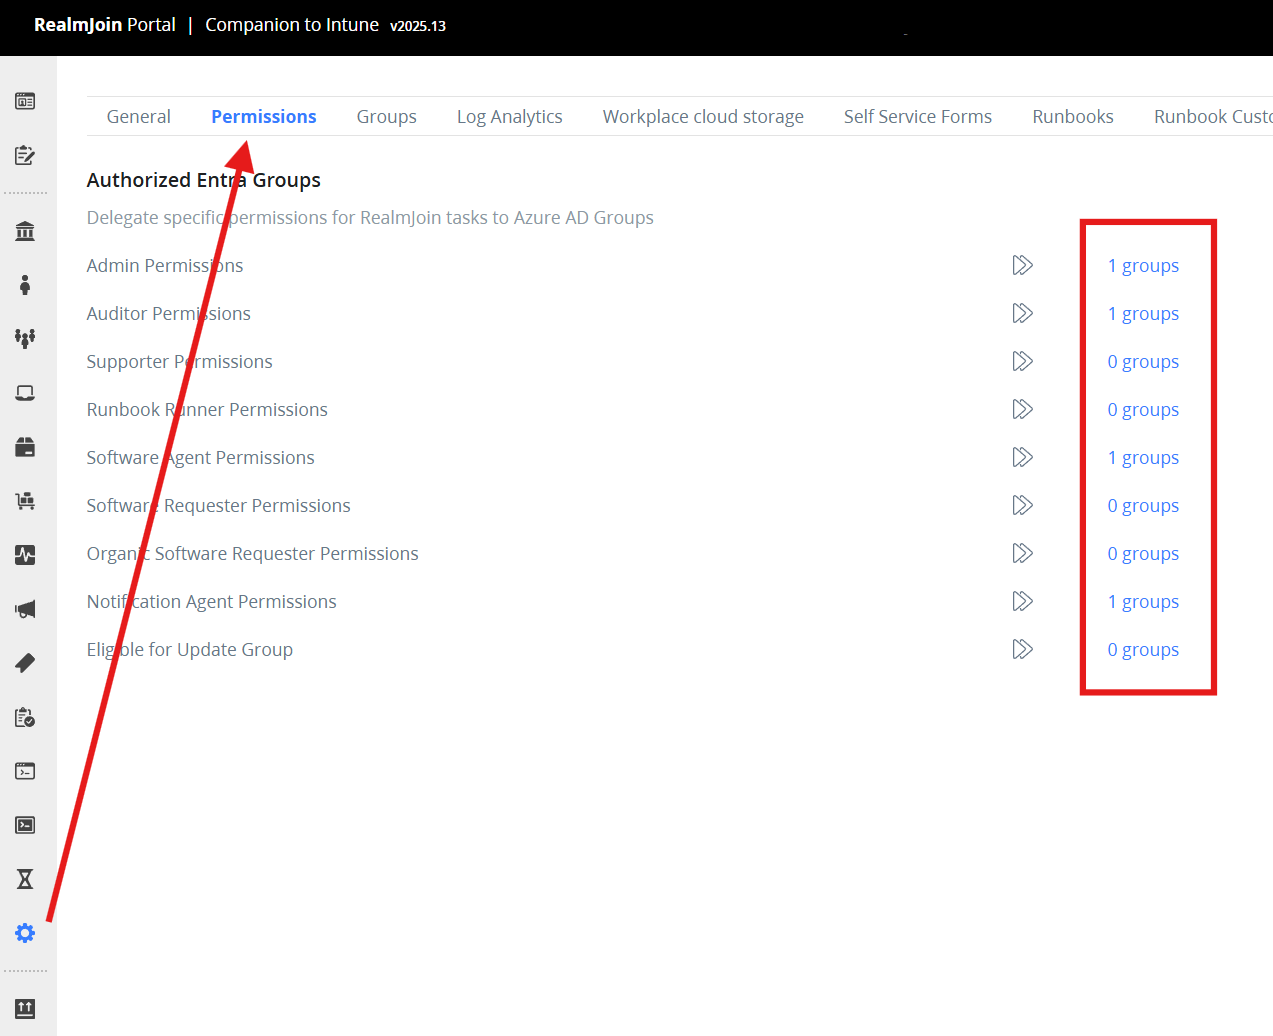 RealmJoin Portal | Companion to Intune v2025.13
General Permissions Groups Log Analytics Workplace cloud storage Self Service Forms Runbooks Runbook Custo
Authorized Entra Groups
Delegate specific permissions for RealmJoin tasks to Azure AD Groups
Admin Permissions 1 groups
Auditor Permissions 1 groups
Supporter Permissions 0 groups
Runbook Runner Permissions 0 groups
Software Agent Permissions 1 groups
Software Requester Permissions 0 groups
Organic Software Requester Permissions 0 groups
Notification Agent Permissions 1 groups
Eligible for Update Group 0 groups